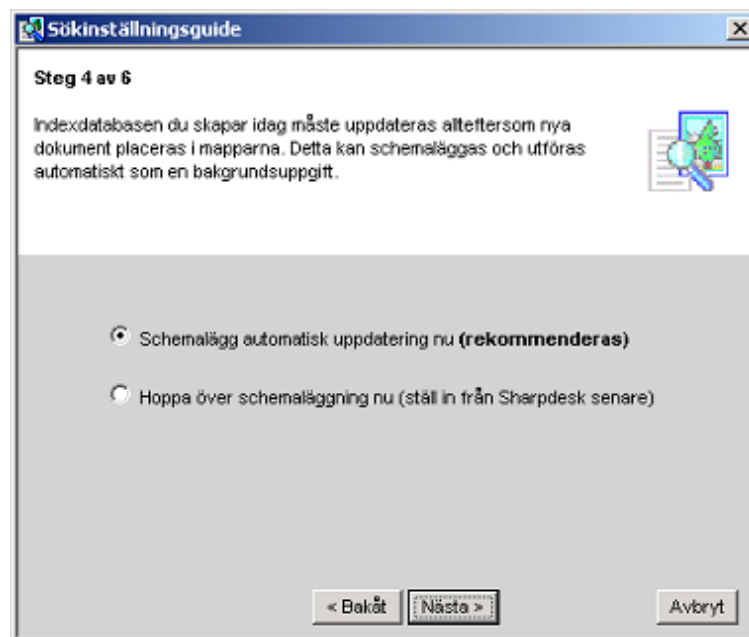 Sökinställningsguide
Steg 4 av 6
Indexdatabasen du skapar idag måste uppdateras allteftersom nya
dokument placeras i mapparna. Detta kan schemaläggas och utföras
automatiskt som en bakgrundsuppgift.
Schemalägg automatisk uppdatering nu (rekommenderas)
Hoppa över schemaläggning nu (ställ in från Sharpdesk senare)
« Bakåt Nästa » Avbryt